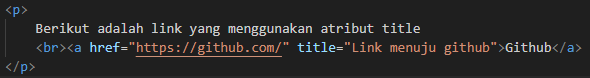 <p>
Berikut adalah link yang menggunakan atribut title
<br><a href="https://github.com/" title="Link menuju github">Github</a>
</p>